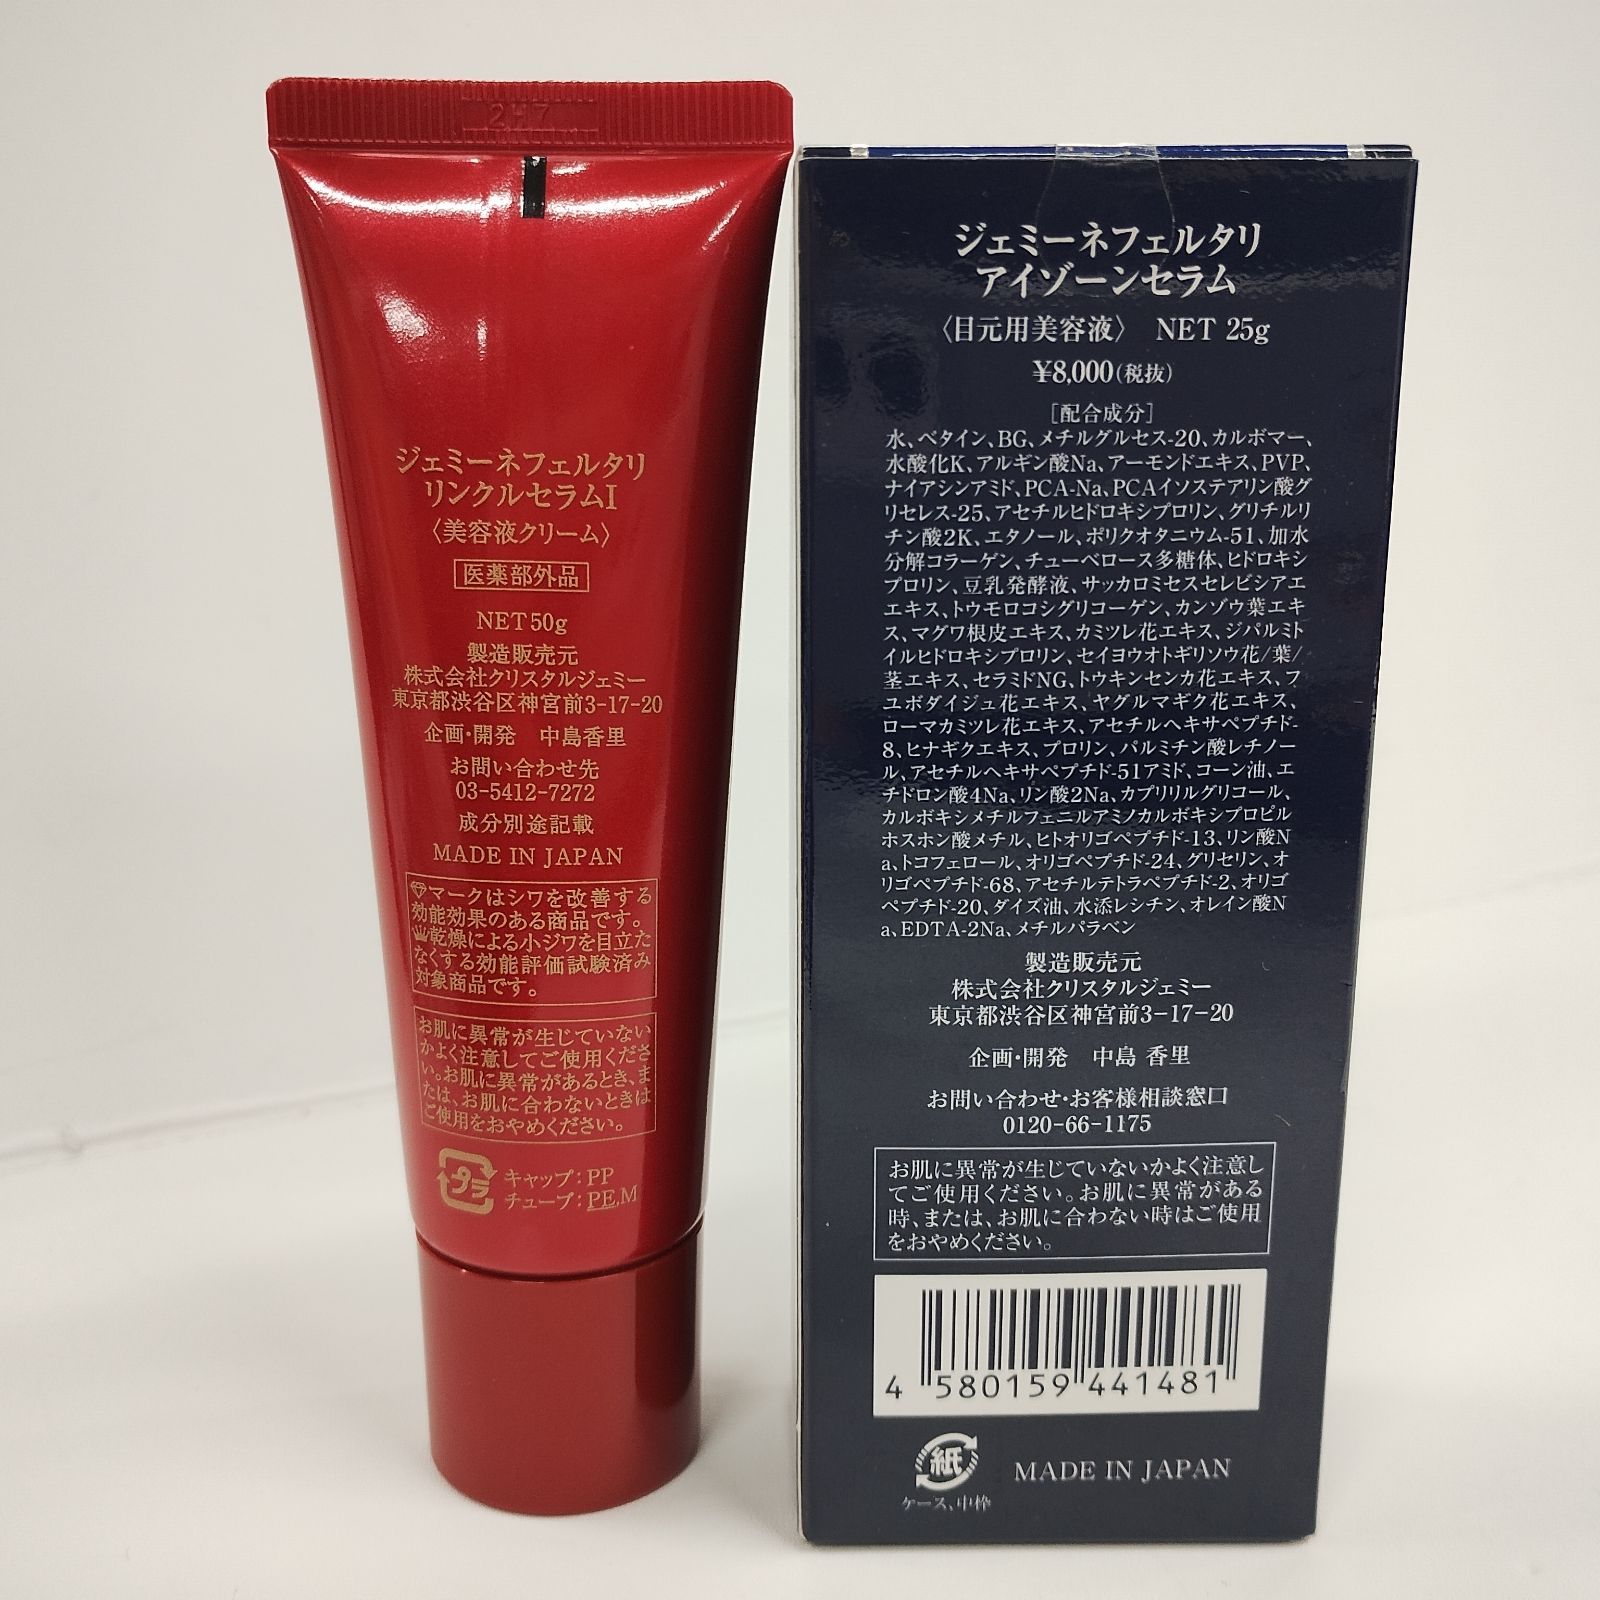 2H7
ジェミーネフェルタリ
リンクルセラムI
〈美容液クリーム〉
医薬部外品
NET50g
製造販売元
株式会社クリスタルジェミー
東京都渋谷区神宮前3-17-20
企画・開発　中島香里
お問い合わせ先
03-5412-7272
成分別途記載
MADE IN JAPAN
マークはシワを改善する
効能効果のある商品です。
乾燥による小ジワを目立た
なくする効能評価試験済み
対象商品です。
お肌に異常が生じていない
かよく注意してご使用くださ
い。お肌に異常があるとき、ま
たは、お肌に合わないときは
ご使用をおやめください。
プラ
キャップ:PP
チューブ:PE,M
ジェミーネフェルタリ
アイゾーンセラム
〈目元用美容液〉　NET 25g
¥8,000(税抜)
[配合成分]
水、ベタイン、BG、メチルグルセス-20、カルボマー、
水酸化K、アルギン酸Na、アーモンドエキス、PVP、
ナイアシンアミド、PCA-Na、PCAイソステアリン酸グ
リセレス-25、アセチルヒドロキシプロリン、グリチルリ
チン酸2K、エタノール、ポリクオタニウム-51、加水
分解コラーゲン、チューベロース多糖体、ヒドロキシ
プロリン、豆乳発酵液、サッカロミセスセレビシアエ
エキス、トウモロコシグリコーゲン、カンゾウ葉エキ
ス、マグワ根皮エキス、カミツレ花エキス、ジパルミト
イルヒドロキシプロリン、セイヨウオトギリソウ花/葉/
茎エキス、セラミドNG、トウキンセンカ花エキス、フ
ユボダイジュ花エキス、ヤグルマギク花エキス、
ローマカミツレ花エキス、アセチルヘキサペプチド-
8、ヒナギクエキス、プロリン、パルミチン酸レチノー
ル、アセチルヘキサペプチド-51アミド、コーン油、エ
チドロン酸4Na、リン酸2Na、カプリリルグリコール、
カルボキシメチルフェニルアミノカルボキシプロピル
ホスホン酸メチル、ヒトオリゴペプチド-13、リン酸N
a、トコフェロール、オリゴペプチド-24、グリセリン、オ
リゴペプチド-68、アセチルテトラペプチド-2、オリゴ
ペプチド-20、ダイズ油、水添レシチン、オレイン酸N
a、EDTA-2Na、メチルパラベン
製造販売元
株式会社クリスタルジェミー
東京都渋谷区神宮前3-17-20
企画・開発　中島 香里
お問い合わせ・お客様相談窓口
0120-66-1175
お肌に異常が生じていないかよく注意し
てご使用ください。お肌に異常がある
時、または、お肌に合わない時はご使用
をおやめください。
4 580159 441481
紙
MADE IN JAPAN
ケース、中枠